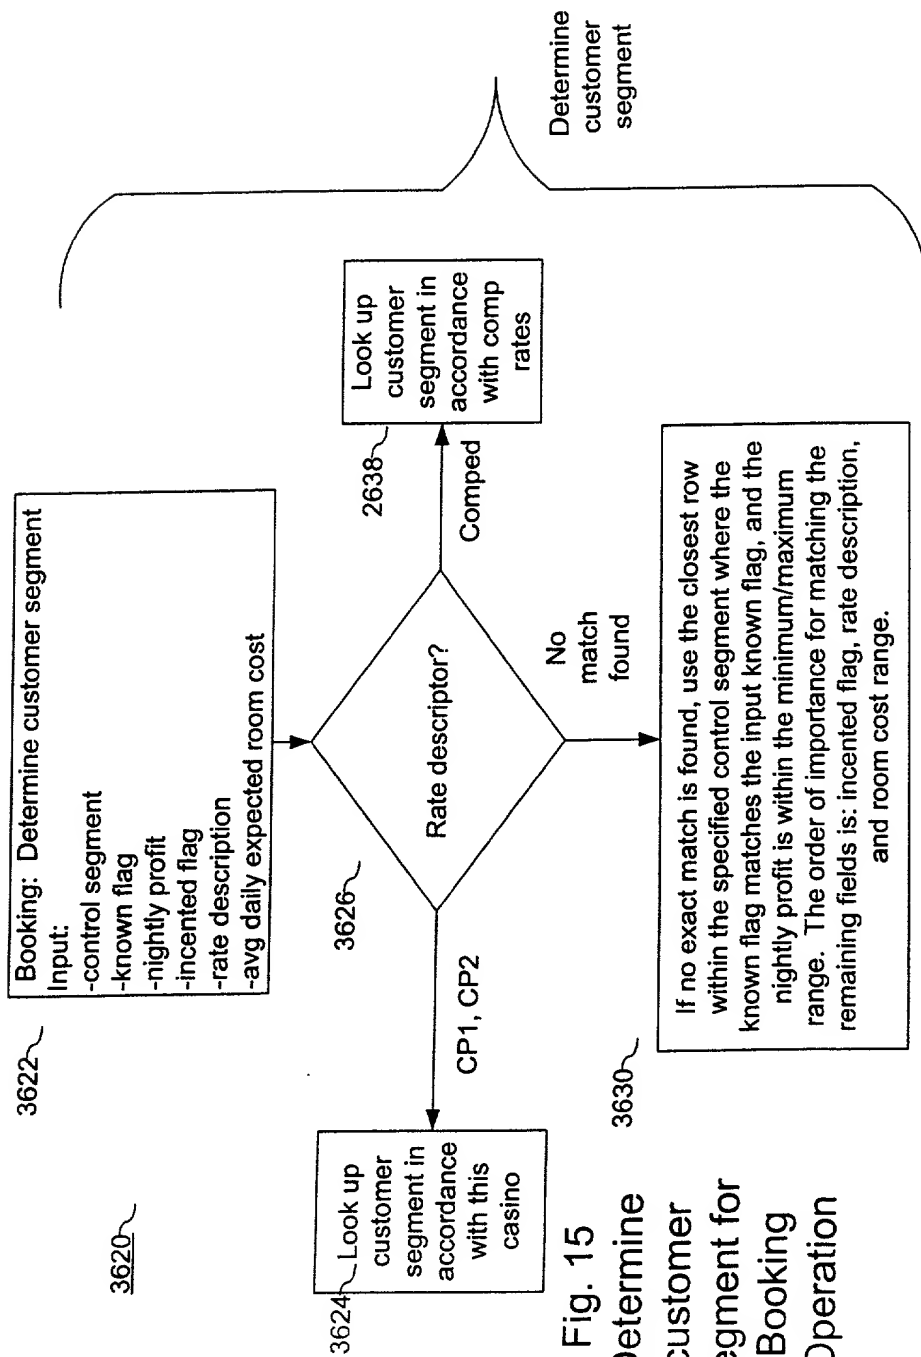 3620
3622
Booking: Determine customer segment
Input:
-control segment
-known flag
-nightly profit
-incented flag
-rate description
-avg daily expected room cost
3626
Rate descriptor?
CP1, CP2
3624
Look up
customer
segment in
accordance
with this
casino
Comped
2638
Look up
customer
segment in
accordance
with comp
rates
No
match
found
3630
If no exact match is found, use the closest row
within the specified control segment where the
known flag matches the input known flag, and the
nightly profit is within the minimum/maximum
range. The order of importance for matching the
remaining fields is: incented flag, rate description,
and room cost range.
Determine
customer
segment
Fig. 15
Determine
customer
segment for
Booking
Operation